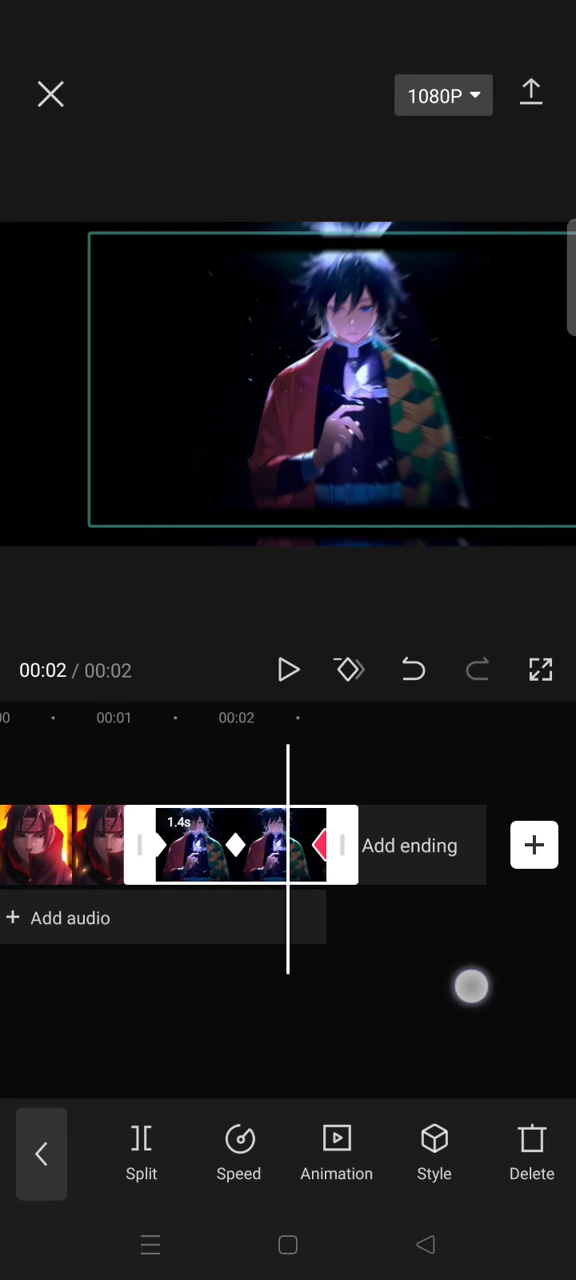 1080P
00:02 / 00:02
00 00:01 00:02
1.4s
Add ending
+ Add audio
Split Speed Animation Style Delete